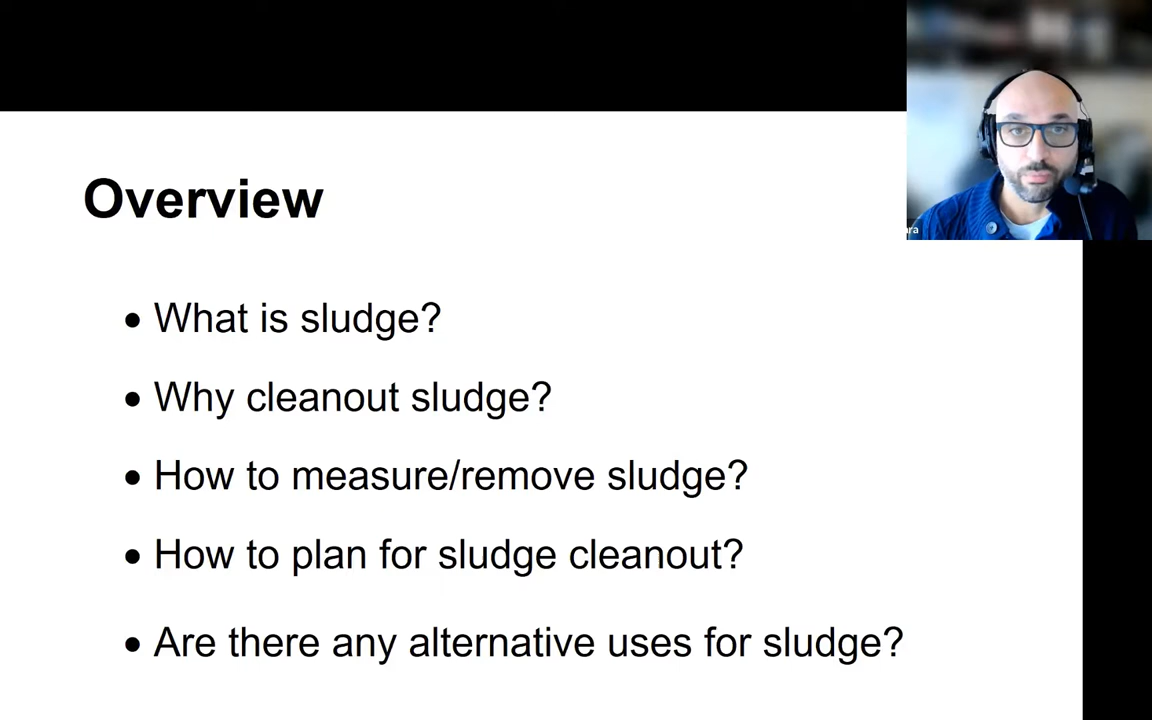 Overview
• What is sludge?
• Why cleanout sludge?
• How to measure/remove sludge?
• How to plan for sludge cleanout?
• Are there any alternative uses for sludge?